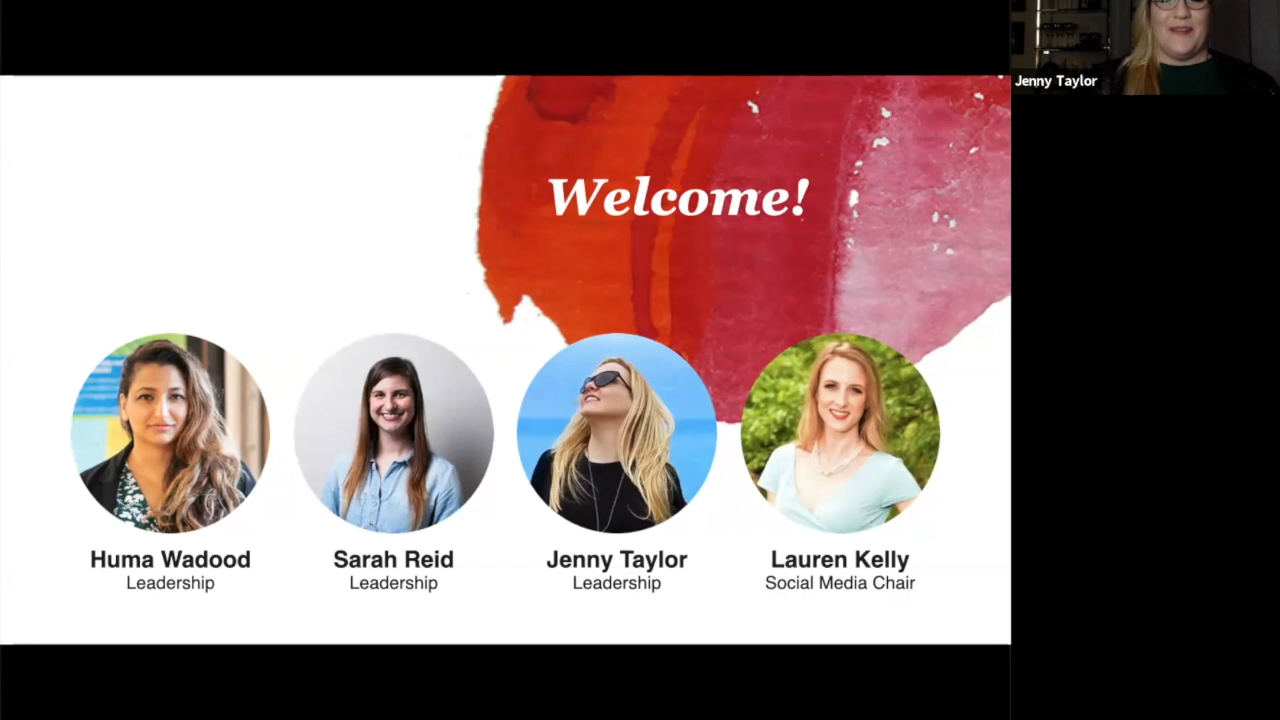 Jenny Taylor
Welcome!
Huma Wadood
Leadership
Sarah Reid
Leadership
Jenny Taylor
Leadership
Lauren Kelly
Social Media Chair